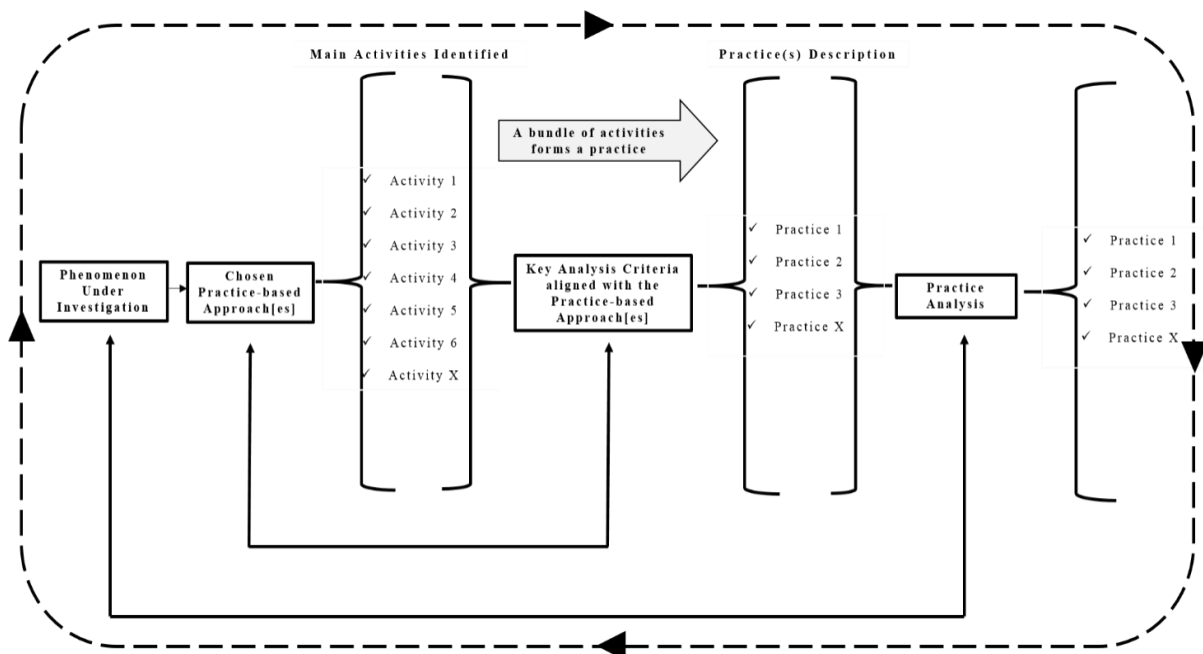 Main Activities Identified
Practice(s) Description
A bundle of activities
forms a practice
Phenomenon
Under
Investigation
Chosen
Practice-based
Approach[es]
✓ Activity 1
✓ Activity 2
✓ Activity 3
✓ Activity 4
✓ Activity 5
✓ Activity 6
✓ Activity X
Key Analysis Criteria
aligned with the
Practice-based
Approach[es]
✓ Practice 1
✓ Practice 2
✓ Practice 3
✓ Practice X
Practice
Analysis
✓ Practice 1
✓ Practice 2
✓ Practice 3
✓ Practice X